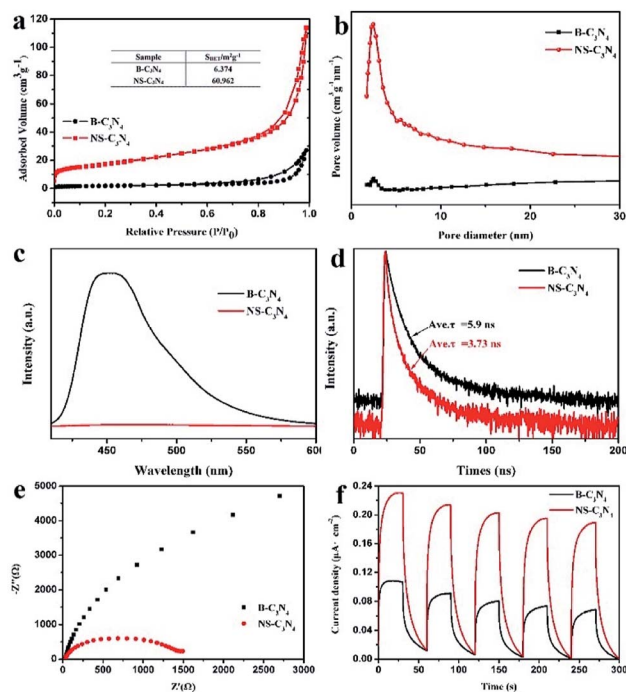 a
Adsorbed Volume (cm³g-1)
120
100
80
60
40
20
0
Sample S_BET/m²g⁻¹
B-C₃N₄ 6.374
NS-C₃N₄ 60.962
B-C₃N₄
NS-C₃N₄
0.0 0.2 0.4 0.6 0.8 1.0
Relative Pressure (P/P₀)
b
Pore volume (cm³g⁻¹nm⁻¹)
B-C₃N₄
NS-C₃N₄
0 5 10 15 20 25 30
Pore diameter (nm)
c
Intensity (a.u.)
B-C₃N₄
NS-C₃N₄
450 500 550 600
Wavelength (nm)
d
Intensity (a.u.)
B-C₃N₄
NS-C₃N₄
Ave.τ =5.9 ns
Ave.τ =3.73 ns
0 50 100 150 200
Times (ns)
e
-Z''(Ω)
5000
4000
3000
2000
1000
0
B-C₃N₄
NS-C₃N₄
0 500 1000 1500 2000 2500 3000
Z'(Ω)
f
Current density (μA· cm⁻²)
0.24
0.20
0.16
0.12
0.08
0.04
0.00
B-C₃N₄
NS-C₃N₄
0 50 100 150 200 250 300
Time (s)